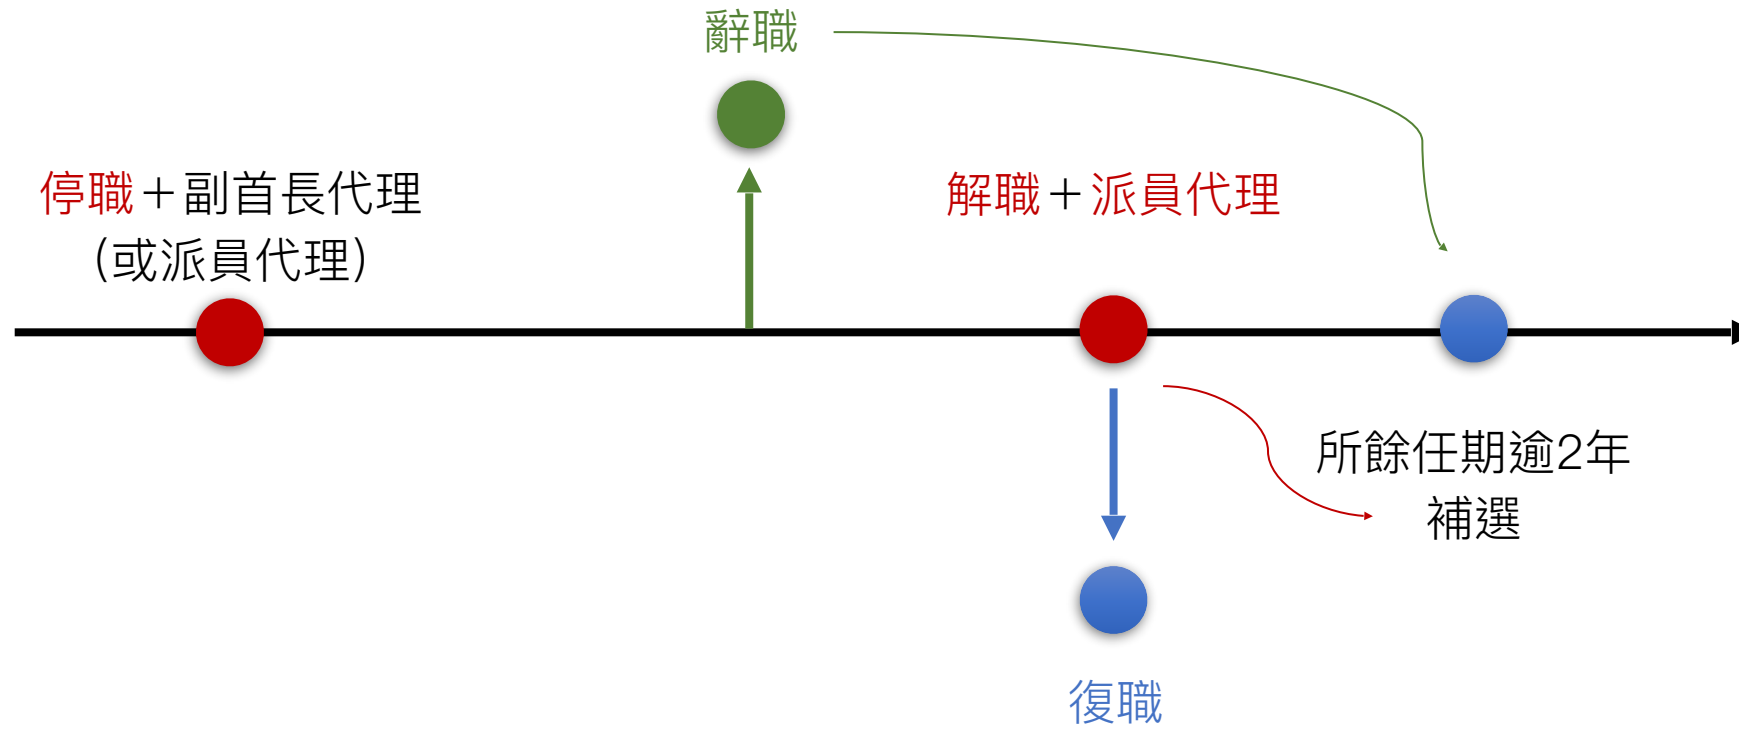 辭職
停職+副首長代理
(或派員代理)
解職+派員代理
所餘任期逾2年
補選
復職